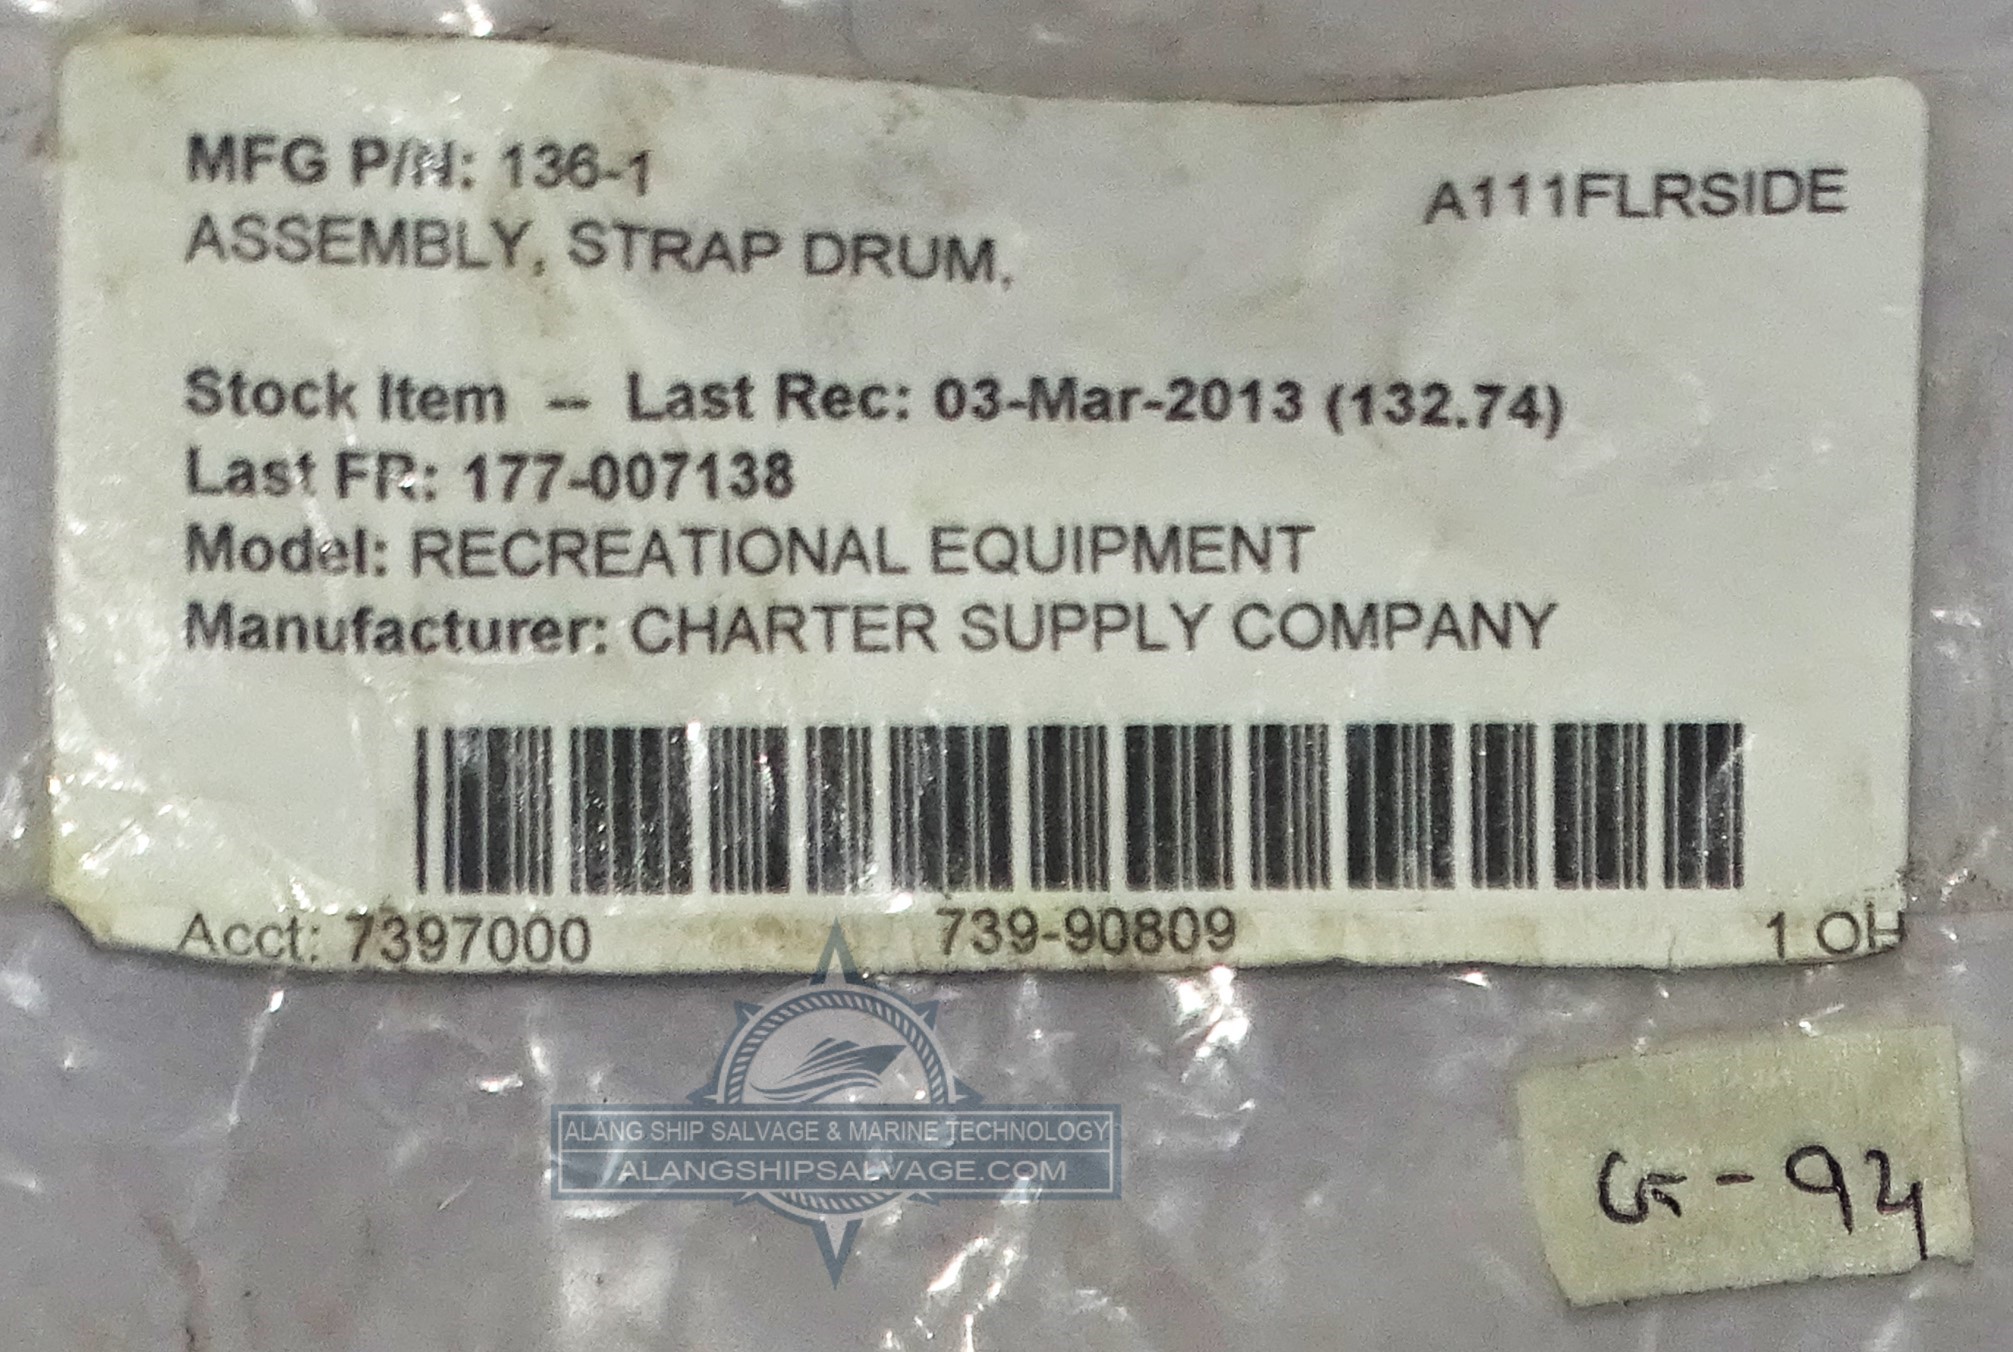 MFG P/N: 136-1
A111FLRSIDE
ASSEMBLY, STRAP DRUM,
Stock Item -- Last Rec: 03-Mar-2013 (132.74)
Last FR: 177-007138
Model: RECREATIONAL EQUIPMENT
Manufacturer: CHARTER SUPPLY COMPANY
Acct: 7397000 739-90809 1 OH
ALANG SHIP SALVAGE & MARINE TECHNOLOGY
ALANGSHIPSALVAGE.COM
G-94